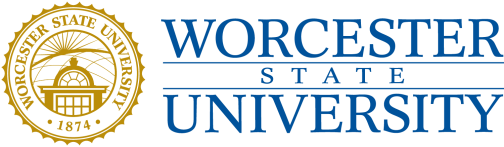 WORCESTER STATE UNIVERSITY
• 1874 •
WORCESTER
STATE
UNIVERSITY